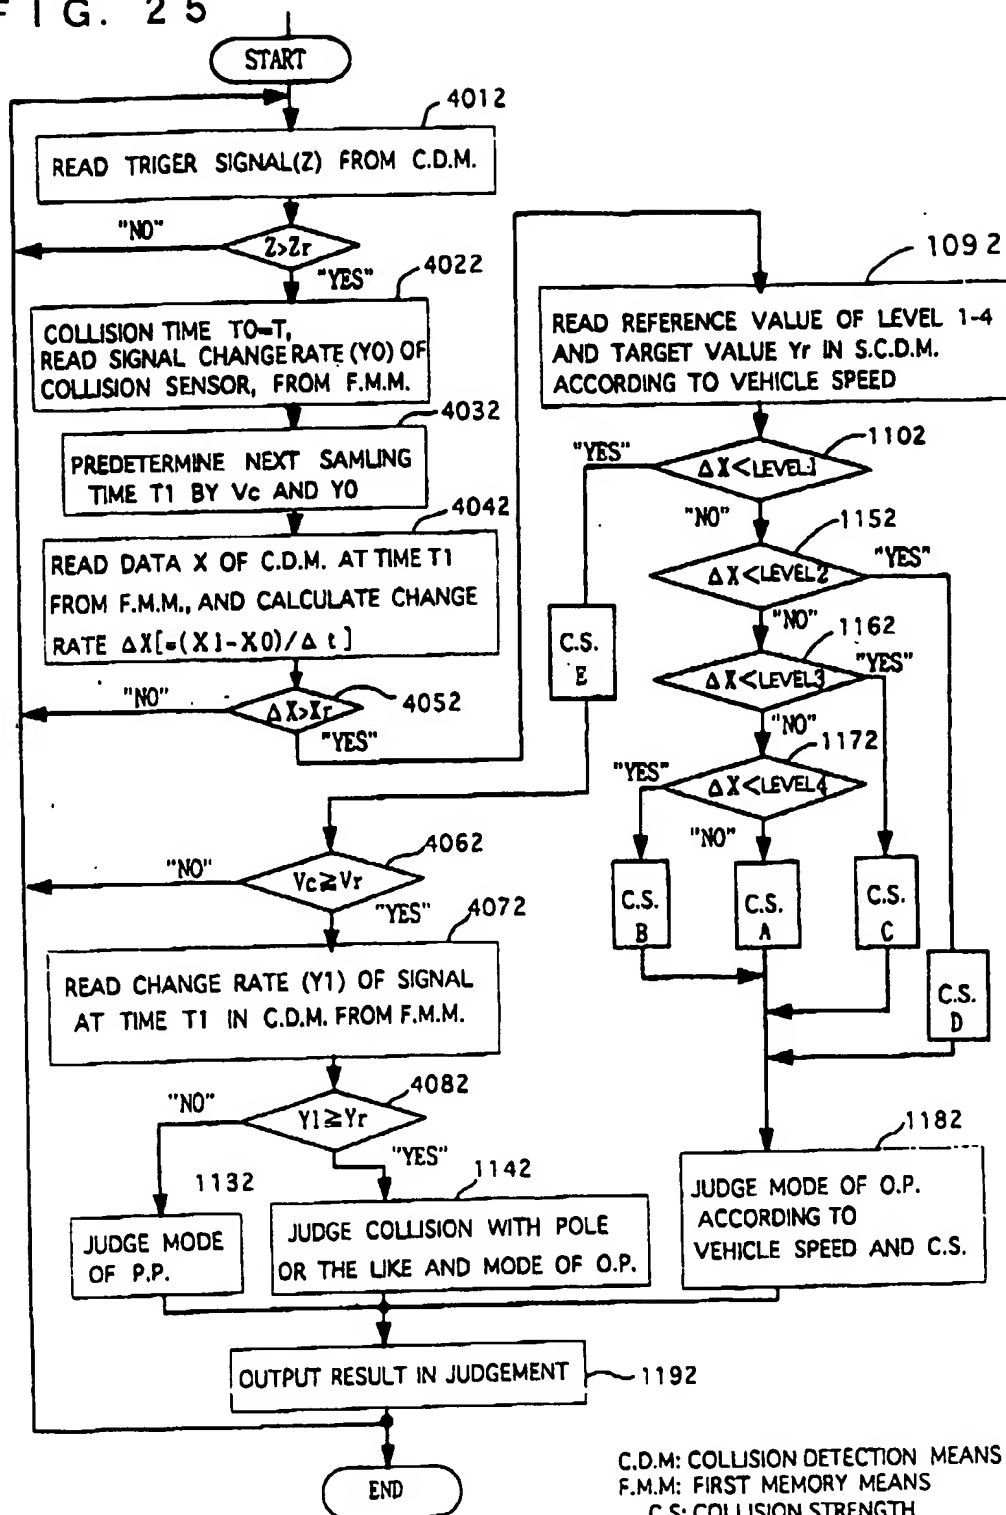 FIG. 25
START
4012
READ TRIGER SIGNAL(Z) FROM C.D.M.
"NO"
Z>Zr
"YES"
4022
COLLISION TIME T0=T,
READ SIGNAL CHANGE RATE (Y0) OF
COLLISION SENSOR, FROM F.M.M.
4032
PREDETERMINE NEXT SAMLING
TIME T1 BY Vc AND Y0
4042
READ DATA X OF C.D.M. AT TIME T1
FROM F.M.M., AND CALCULATE CHANGE
RATE ΔX[=(X1-X0)/Δt]
"NO"
ΔX>Xr
4052
"YES"
1092
READ REFERENCE VALUE OF LEVEL 1-4
AND TARGET VALUE Yr IN S.C.D.M.
ACCORDING TO VEHICLE SPEED
"YES"
1102
ΔX<LEVEL1
"NO"
1152
"YES"
ΔX<LEVEL2
"NO"
1162
"YES"
ΔX<LEVEL3
"NO"
1172
"YES"
ΔX<LEVEL4
"NO"
C.S.
E
C.S.
B
C.S.
A
C.S.
C
C.S.
D
4062
"NO"
Vc≧Vr
"YES"
4072
READ CHANGE RATE (Y1) OF SIGNAL
AT TIME T1 IN C.D.M. FROM F.M.M.
"NO"
4082
Y1≧Yr
"YES"
1132
JUDGE MODE
OF P.P.
1142
JUDGE COLLISION WITH POLE
OR THE LIKE AND MODE OF O.P.
1182
JUDGE MODE OF O.P.
ACCORDING TO
VEHICLE SPEED AND C.S.
OUTPUT RESULT IN JUDGEMENT
1192
END
C.D.M: COLLISION DETECTION MEANS
F.M.M: FIRST MEMORY MEANS
C.S: COLLISION STRENGTH